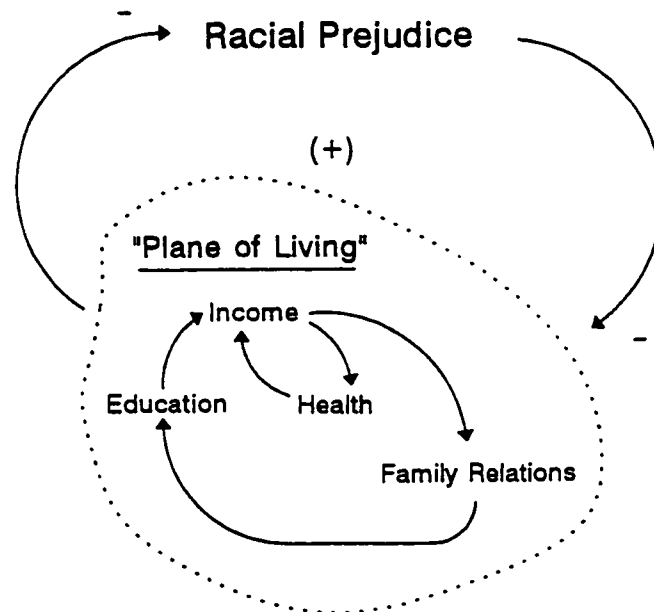 -
Racial Prejudice
(+)
"Plane of Living"
Income
-
Education
Health
Family Relations